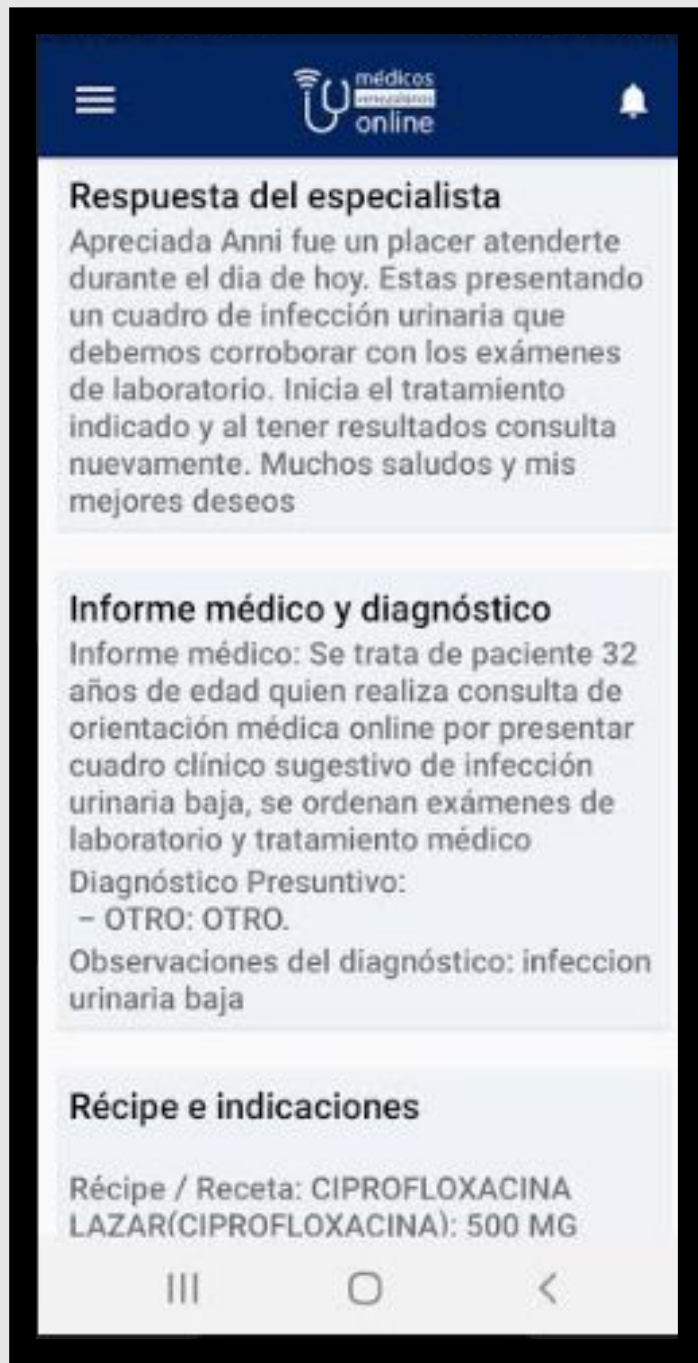 médicos
venezolanos
online
Respuesta del especialista
Apreciada Anni fue un placer atenderte
durante el dia de hoy. Estas presentando
un cuadro de infección urinaria que
debemos corroborar con los exámenes
de laboratorio. Inicia el tratamiento
indicado y al tener resultados consulta
nuevamente. Muchos saludos y mis
mejores deseos
Informe médico y diagnóstico
Informe médico: Se trata de paciente 32
años de edad quien realiza consulta de
orientación médica online por presentar
cuadro clínico sugestivo de infección
urinaria baja, se ordenan exámenes de
laboratorio y tratamiento médico
Diagnóstico Presuntivo:
– OTRO: OTRO.
Observaciones del diagnóstico: infeccion
urinaria baja
Récipe e indicaciones
Récipe / Receta: CIPROFLOXACINA
LAZAR(CIPROFLOXACINA): 500 MG